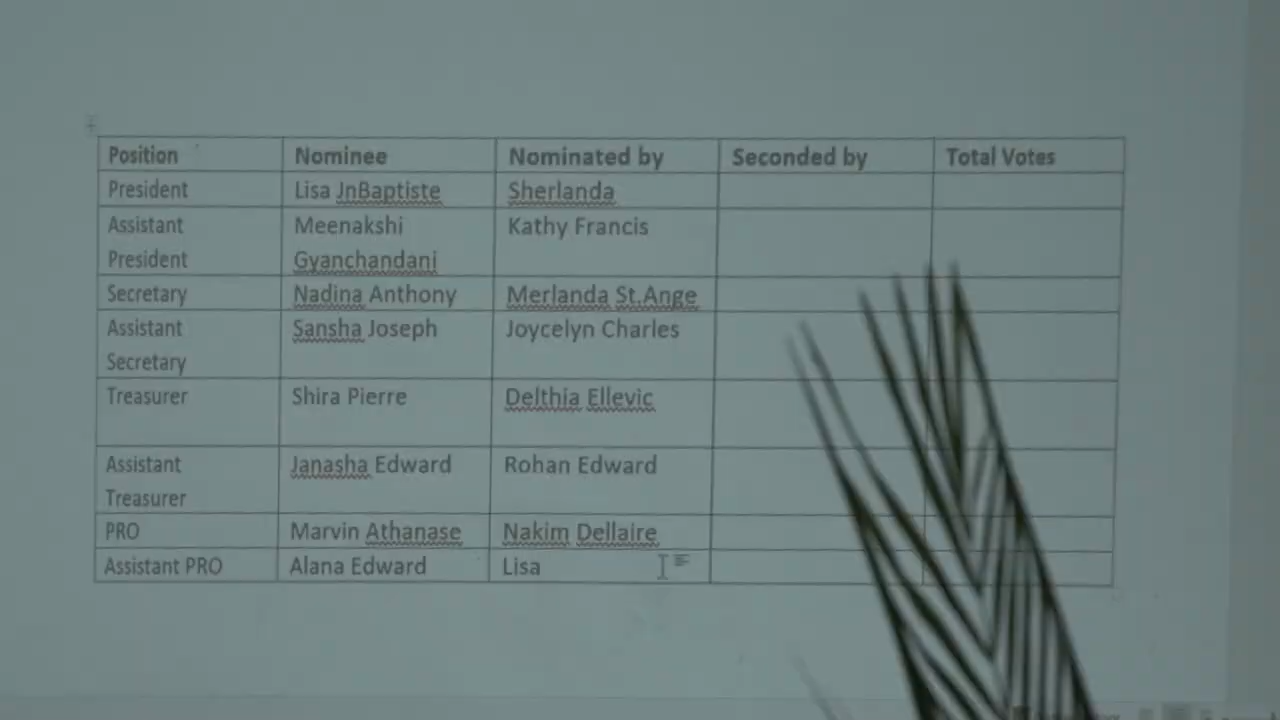 Position Nominee Nominated by Seconded by Total Votes
President Lisa JnBaptiste Sherlanda
Assistant Meenakshi Kathy Francis
President Gyanchandani
Secretary Nadina Anthony Merlanda St.Ange
Assistant Sansha Joseph Joycelyn Charles
Secretary
Treasurer Shira Pierre Delthia Ellevic
Assistant Janasha Edward Rohan Edward
Treasurer
PRO Marvin Athanase Nakim Dellaire
Assistant PRO Alana Edward Lisa